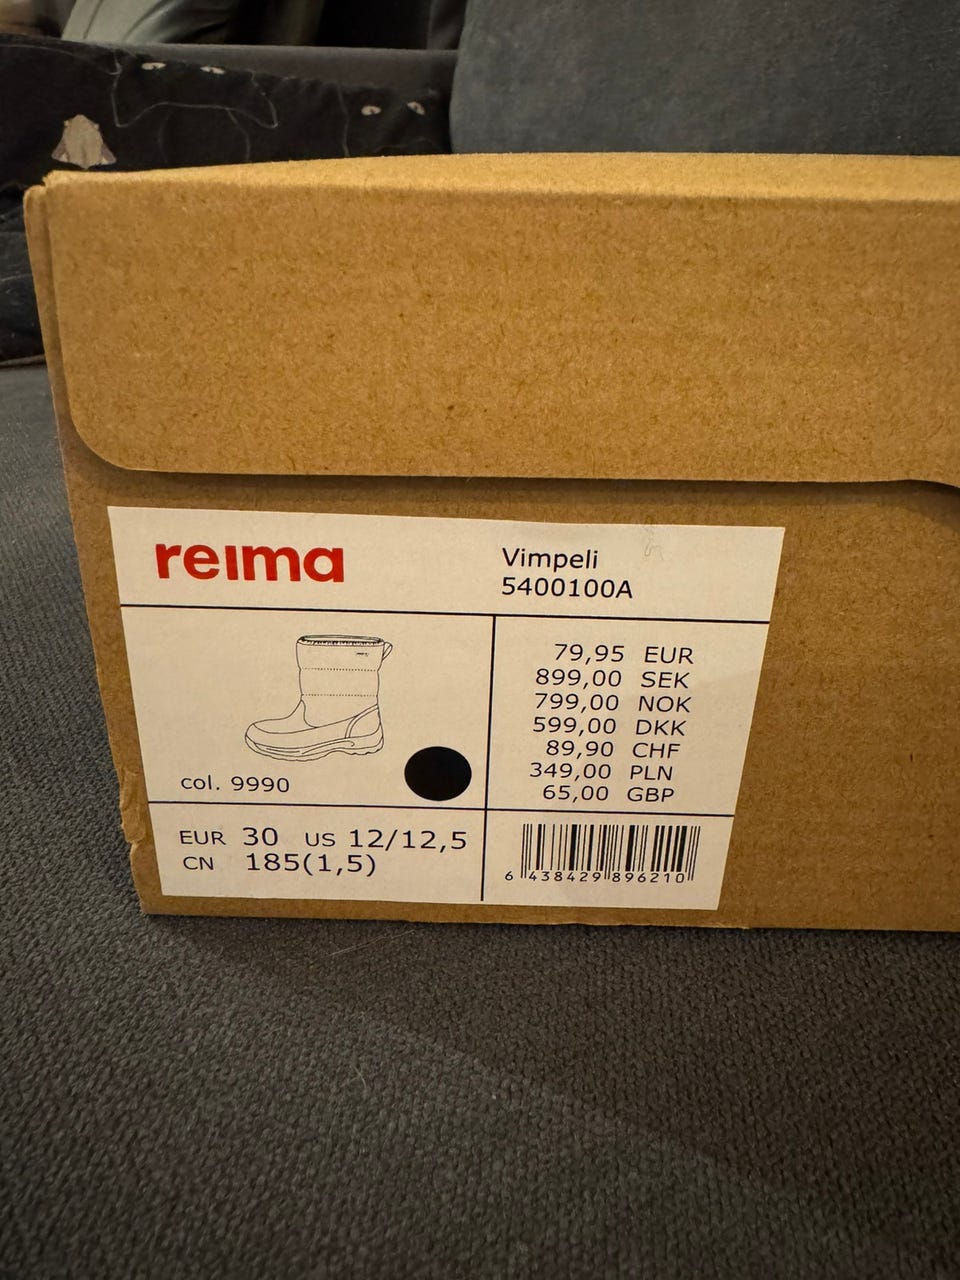 reima
Vimpeli
5400100A
col. 9990
79,95 EUR
899,00 SEK
799,00 NOK
599,00 DKK
89,90 CHF
349,00 PLN
65,00 GBP
EUR 30 US 12/12,5
CN 185(1,5)
6 438429 896210